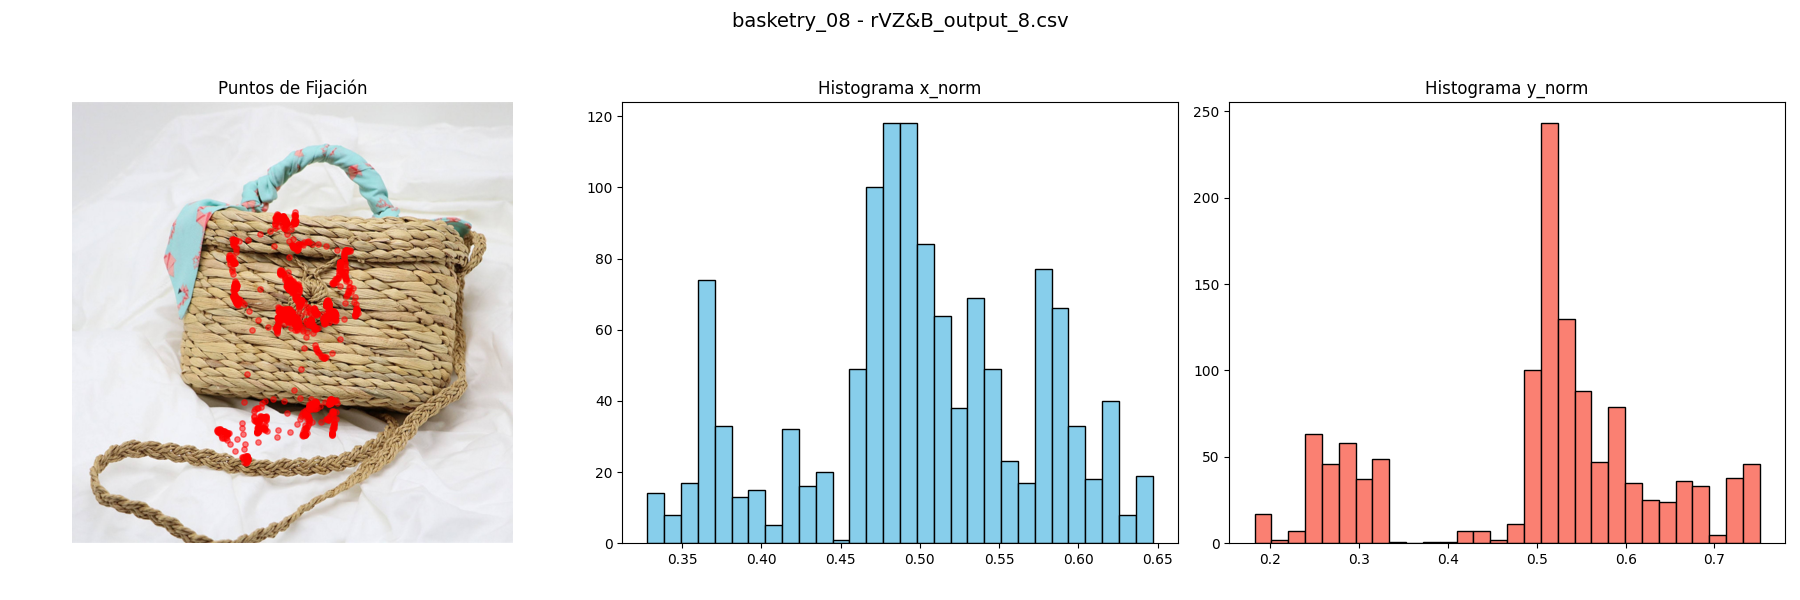 basketry_08 - rVZ&B_output_8.csv
Puntos de Fijación
Histograma x_norm
120
100
80
60
40
20
0
0.35 0.40 0.45 0.50 0.55 0.60 0.65
Histograma y_norm
250
200
150
100
50
0
0.2 0.3 0.4 0.5 0.6 0.7